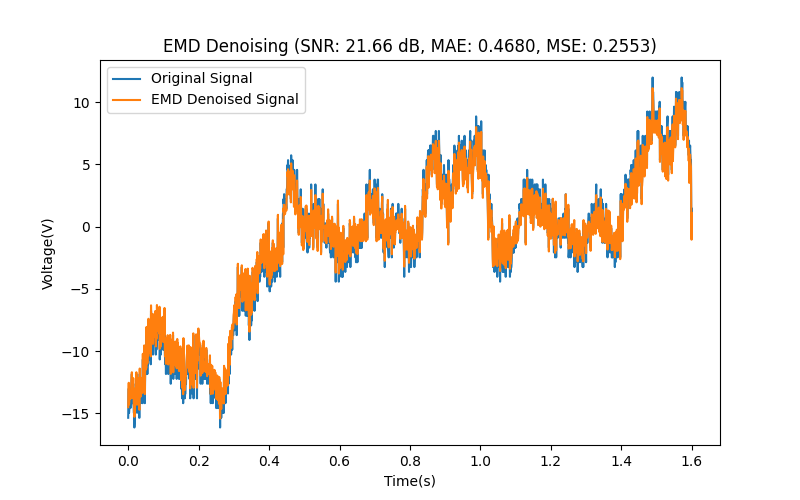 EMD Denoising (SNR: 21.66 dB, MAE: 0.4680, MSE: 0.2553)
Original Signal
EMD Denoised Signal
Voltage(V)
10
5
0
−5
−10
−15
0.0 0.2 0.4 0.6 0.8 1.0 1.2 1.4 1.6
Time(s)